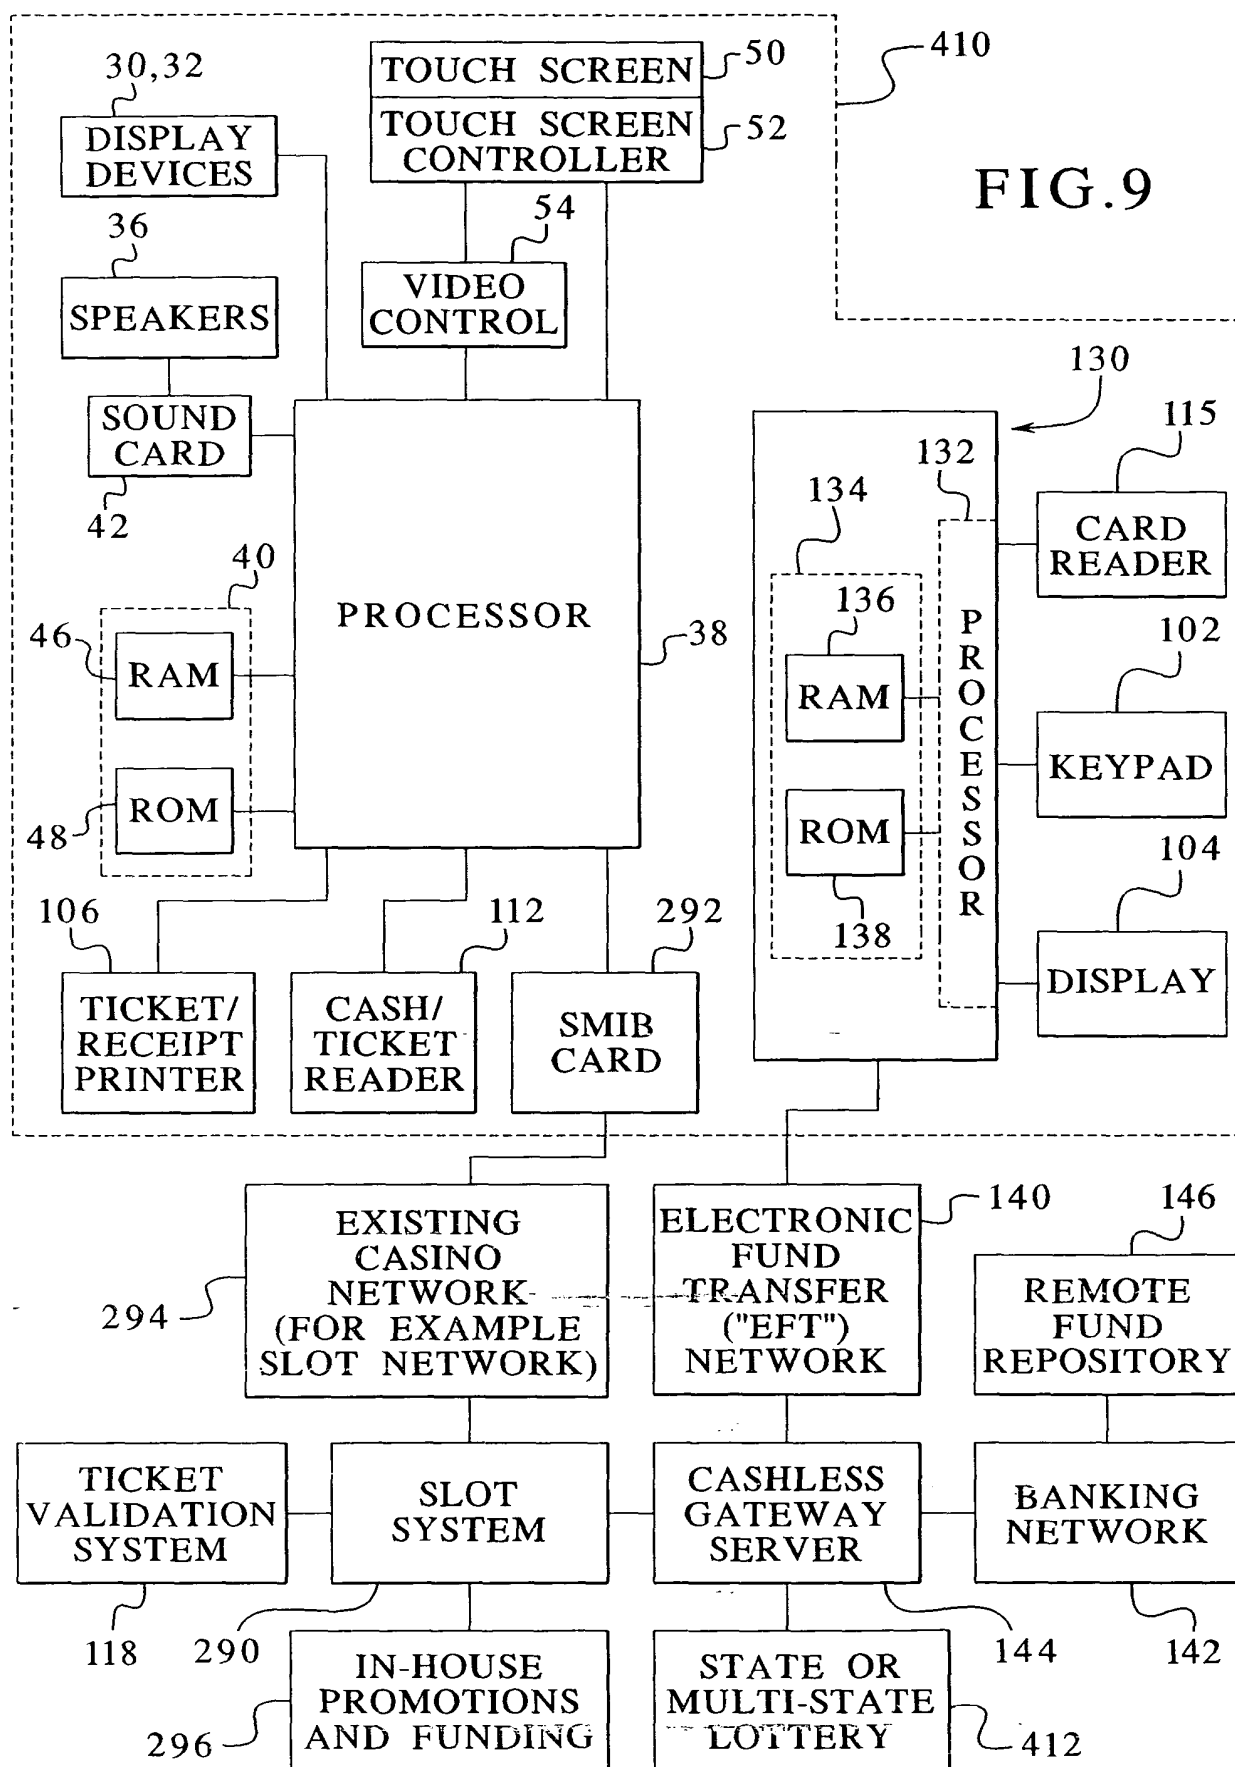 410
FIG.9
50
TOUCH SCREEN
30,32
DISPLAY
DEVICES
TOUCH SCREEN
CONTROLLER
52
36
SPEAKERS
54
VIDEO
CONTROL
SOUND
CARD
42
130
115
CARD
READER
132
134
40
46
RAM
PROCESSOR
38
136
RAM
PROCESSOR
102
KEYPAD
48
ROM
ROM
138
104
DISPLAY
106
TICKET/
RECEIPT
PRINTER
112
CASH/
TICKET
READER
292
SMIB
CARD
294
EXISTING
CASINO
NETWORK
(FOR EXAMPLE
SLOT NETWORK)
140
ELECTRONIC
FUND
TRANSFER
("EFT")
NETWORK
146
REMOTE
FUND
REPOSITORY
TICKET
VALIDATION
SYSTEM
118
SLOT
SYSTEM
290
CASHLESS
GATEWAY
SERVER
144
BANKING
NETWORK
142
IN-HOUSE
PROMOTIONS
AND FUNDING
296
STATE OR
MULTI-STATE
LOTTERY
412